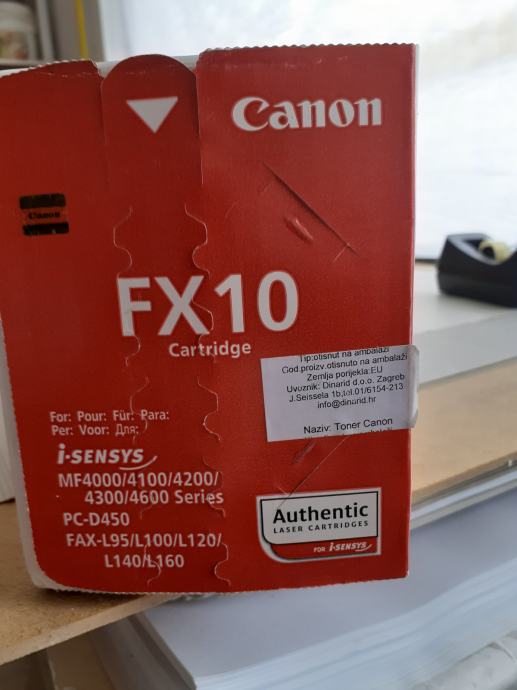 Canon
Canon
FX10
Cartridge
Tip:otisnut na ambalaži
God.proizv.otisnuto na ambalaži
Zemlja porijekla:EU
Uvoznik: Dinarid d.o.o. Zagreb
J.Seissela 1b,tel.01/6154-213
info@dinarid.hr
Naziv: Toner Canon
For: Pour: Für: Para:
Per: Voor: Для:
i-SENSYS
MF4000/4100/4200/
4300/4600 Series
PC-D450
FAX-L95/L100/L120/
L140/L160
Authentic
LASER CARTRIDGES
FOR i-SENSYS